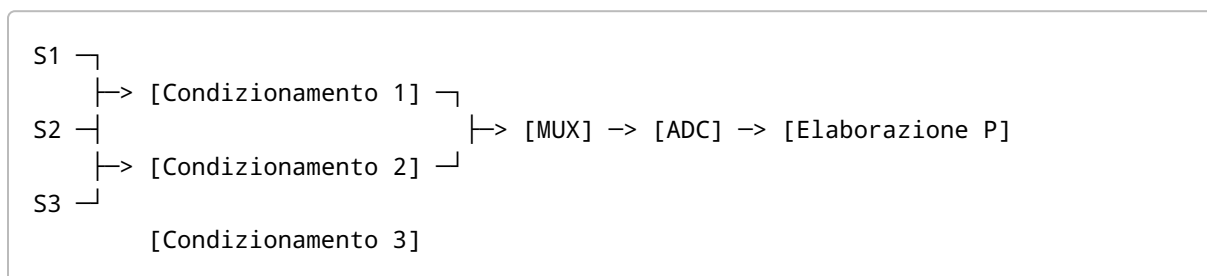 S1 ─┐
├─> [Condizionamento 1] ─┐
S2 ─┤ ├─> [MUX] ─> [ADC] ─> [Elaborazione P]
├─> [Condizionamento 2] ─┘
S3 ─┘
[Condizionamento 3]